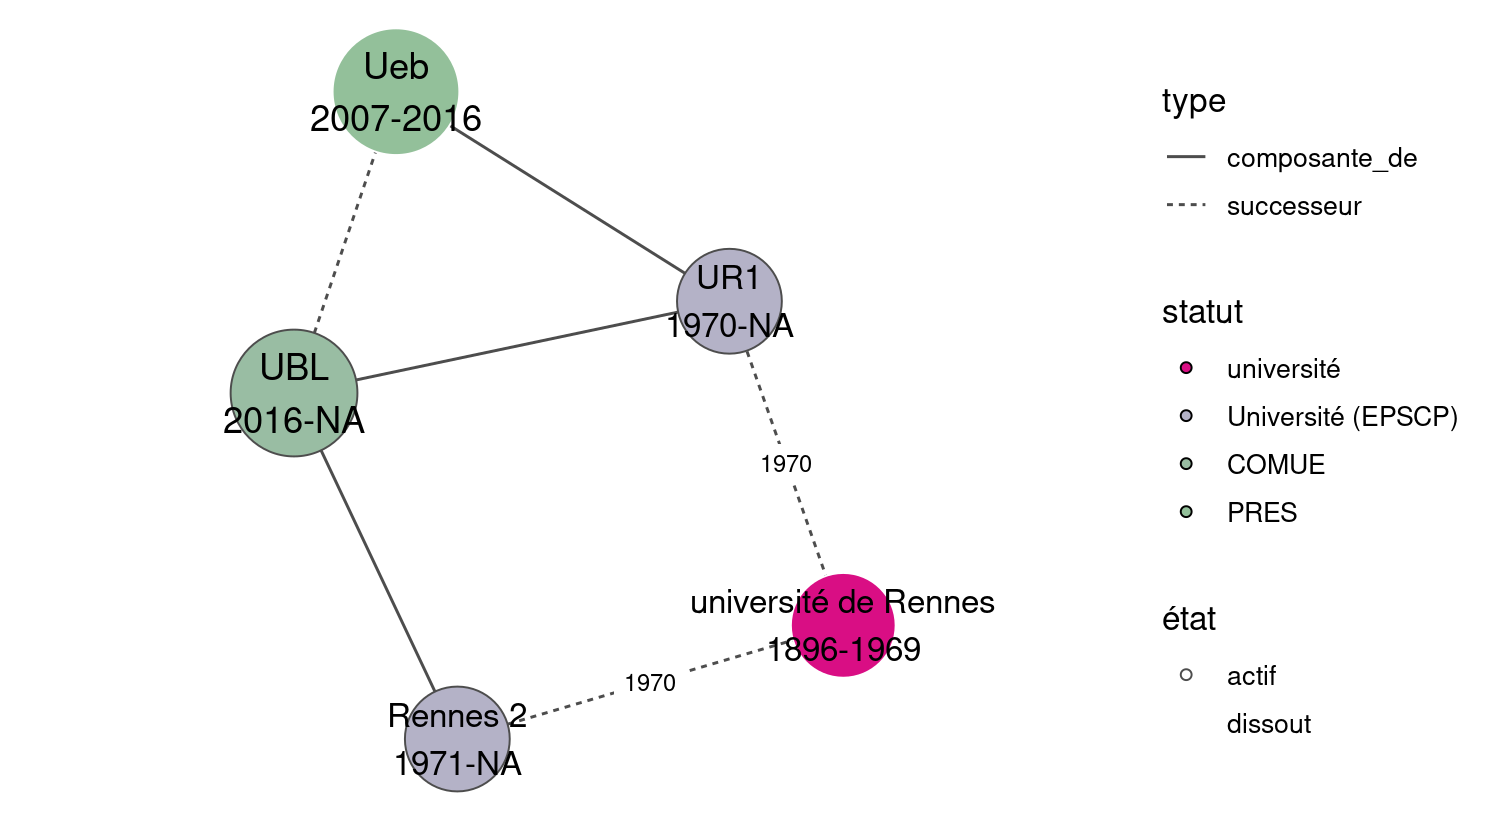 Ueb
2007-2016
UR1
1970-NA
UBL
2016-NA
1970
université de Rennes
1896-1969
1970
Rennes 2
1971-NA
type
composante_de
successeur
statut
université
Université (EPSCP)
COMUE
PRES
état
actif
dissout